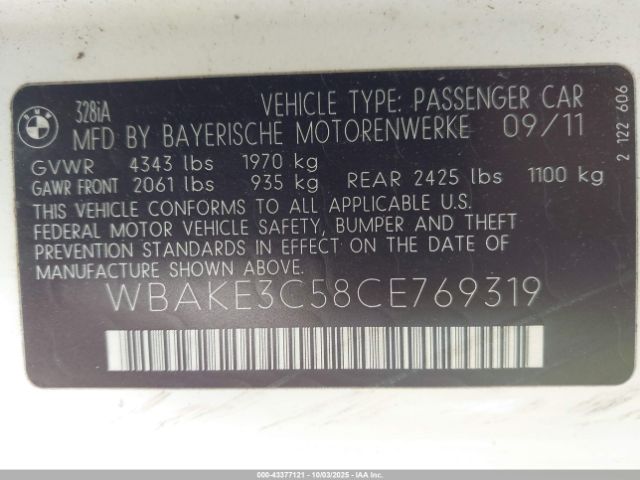 BMW
328iA
VEHICLE TYPE: PASSENGER CAR
MFD BY BAYERISCHE MOTORENWERKE 09/11
GVWR 4343 lbs 1970 kg
GAWR FRONT 2061 lbs 935 kg REAR 2425 lbs 1100 kg
THIS VEHICLE CONFORMS TO ALL APPLICABLE U.S.
FEDERAL MOTOR VEHICLE SAFETY, BUMPER AND THEFT
PREVENTION STANDARDS IN EFFECT ON THE DATE OF
MANUFACTURE SHOWN ABOVE.
WBAKE3C58CE769319
2 122 606
000-43377121 - 10/03/2025 - IAAI.COM